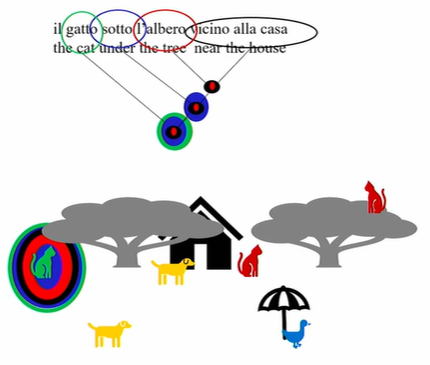 il gatto sotto l'albero vicino alla casa
the cat under the tree near the house